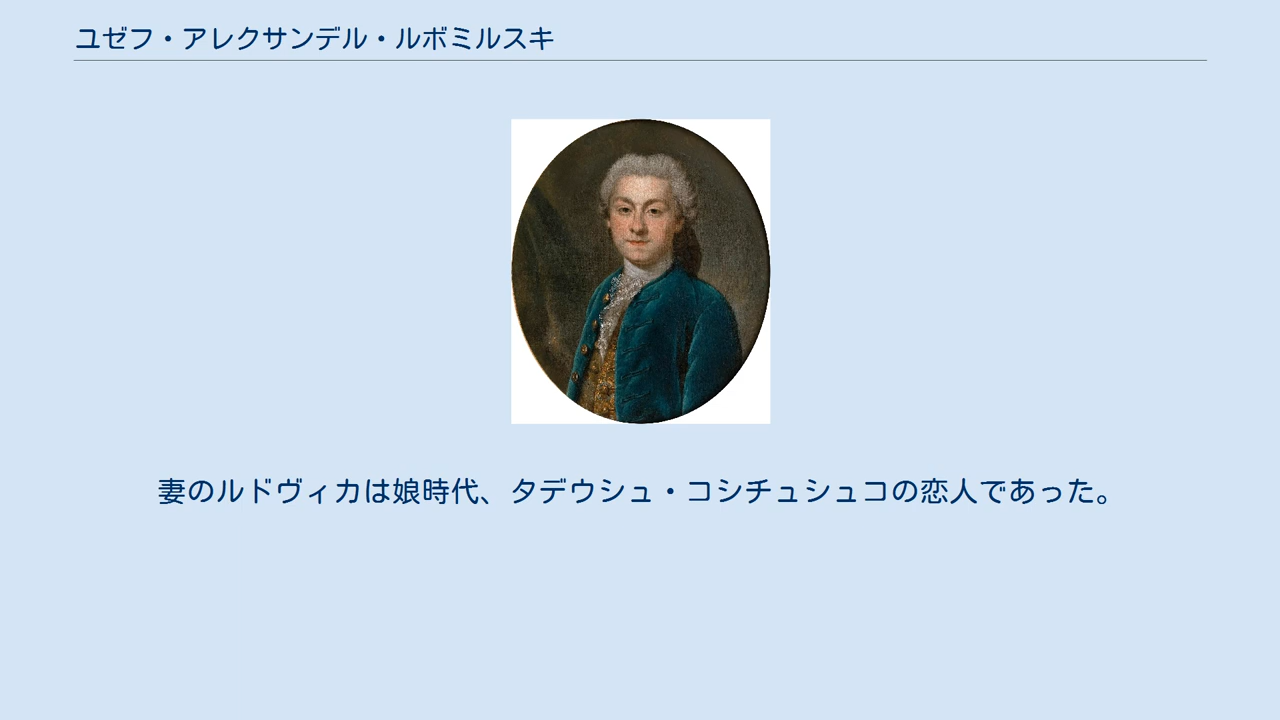 ユゼフ・アレクサンデル・ルボミルスキ
妻のルドヴィカは娘時代、タデウシュ・コシチュシュコの恋人であった。